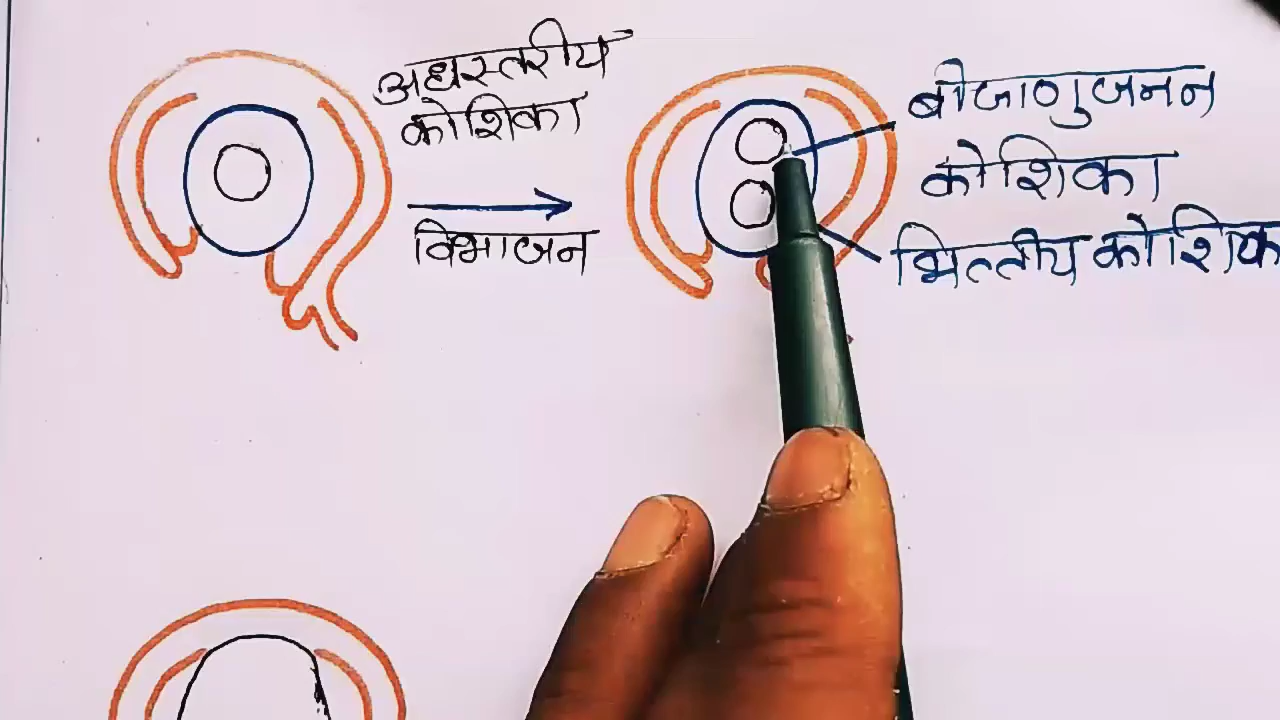 अधस्तरीय
कोशिका
विभाजन
बीजाणुजनन
कोशिका
भित्तीय कोशिक